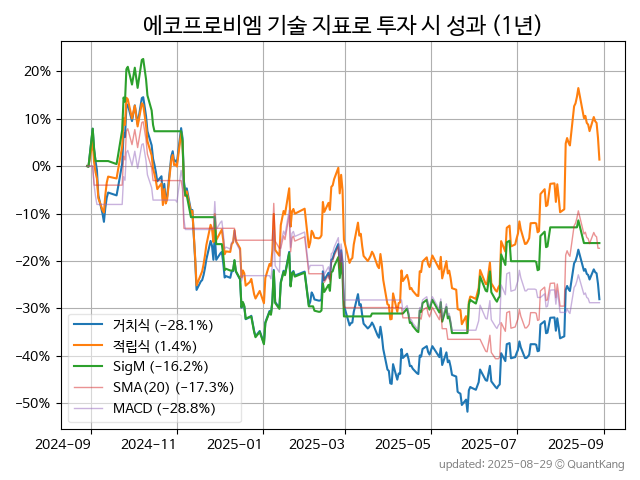 에코프로비엠 기술 지표로 투자 시 성과 (1년)
20%
10%
0%
−10%
−20%
−30%
−40%
−50%
거치식 (−28.1%)
적립식 (1.4%)
SigM (−16.2%)
SMA(20) (−17.3%)
MACD (−28.8%)
2024-09
2024-11
2025-01
2025-03
2025-05
2025-07
2025-09
updated: 2025-08-29 © QuantKang